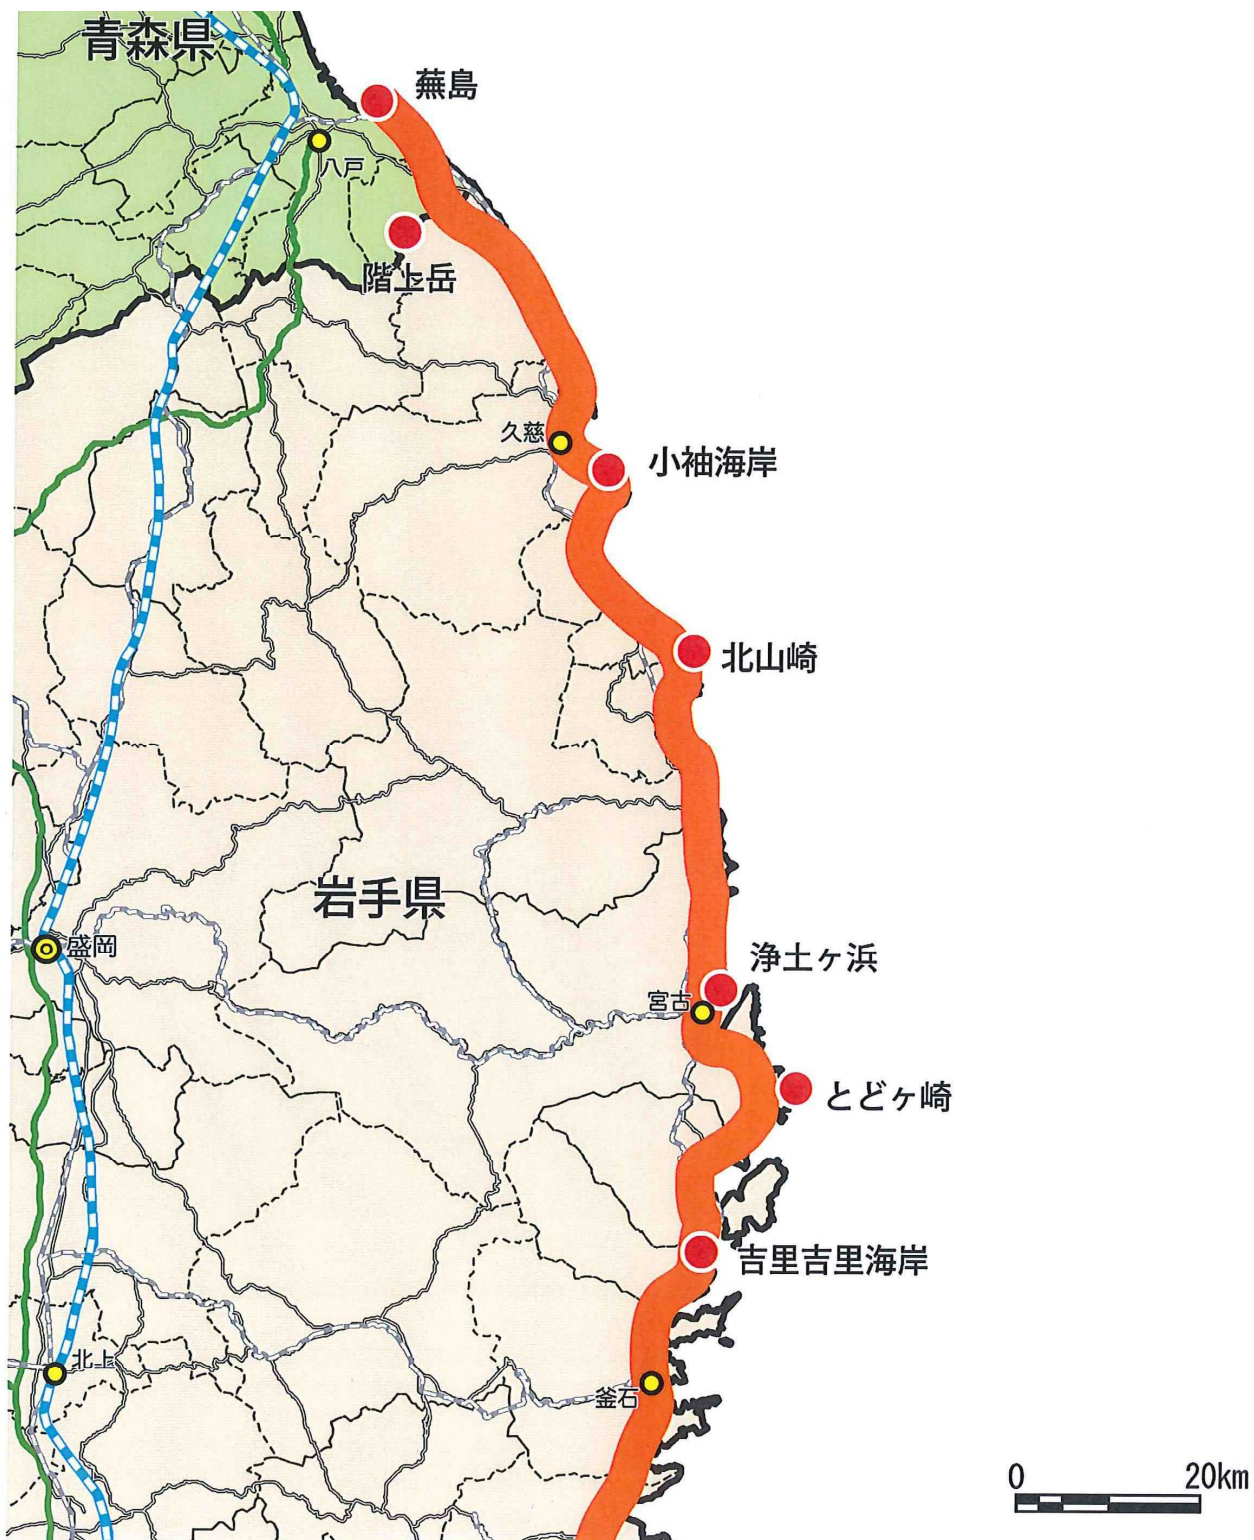 青森県
蕪島
八戸
階上岳
久慈
小袖海岸
北山崎
岩手県
盛岡
浄土ヶ浜
宮古
とどヶ崎
吉里吉里海岸
北上
釜石
0 20km